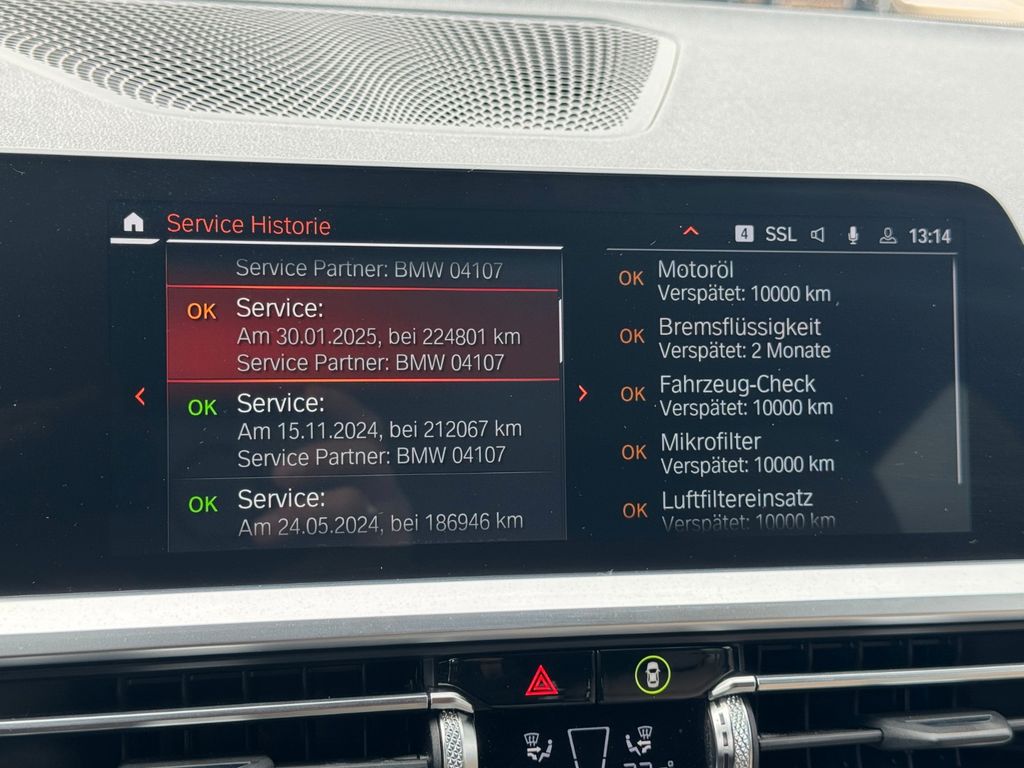 Service Historie
4 SSL 13:14
Service Partner: BMW 04107
OK Service:
Am 30.01.2025, bei 224801 km
Service Partner: BMW 04107
OK Service:
Am 15.11.2024, bei 212067 km
Service Partner: BMW 04107
OK Service:
Am 24.05.2024, bei 186946 km
OK Motoröl
Verspätet: 10000 km
OK Bremsflüssigkeit
Verspätet: 2 Monate
OK Fahrzeug-Check
Verspätet: 10000 km
OK Mikrofilter
Verspätet: 10000 km
OK Luftfiltereinsatz
Verspätet: 10000 km